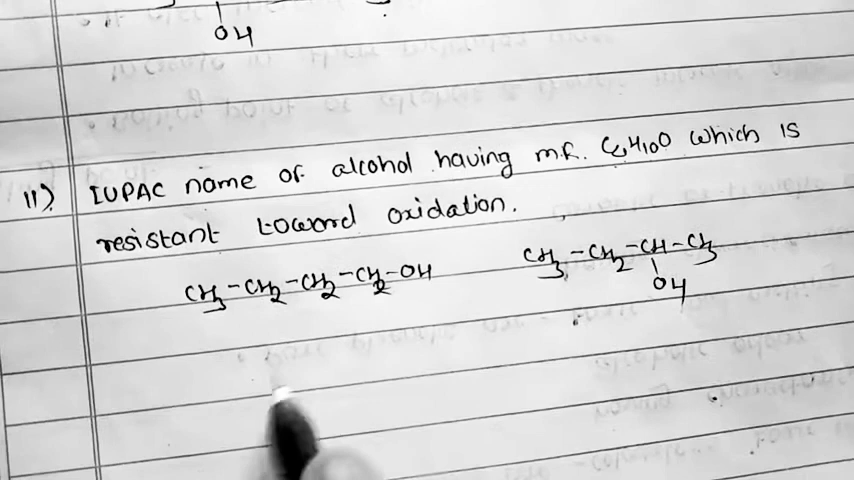 OH
11) IUPAC name of alcohol having m.f. C4H10O which is
resistant toward oxidation.
CH3-CH2-CH2-CH2-OH CH3-CH2-CH-CH3
OH